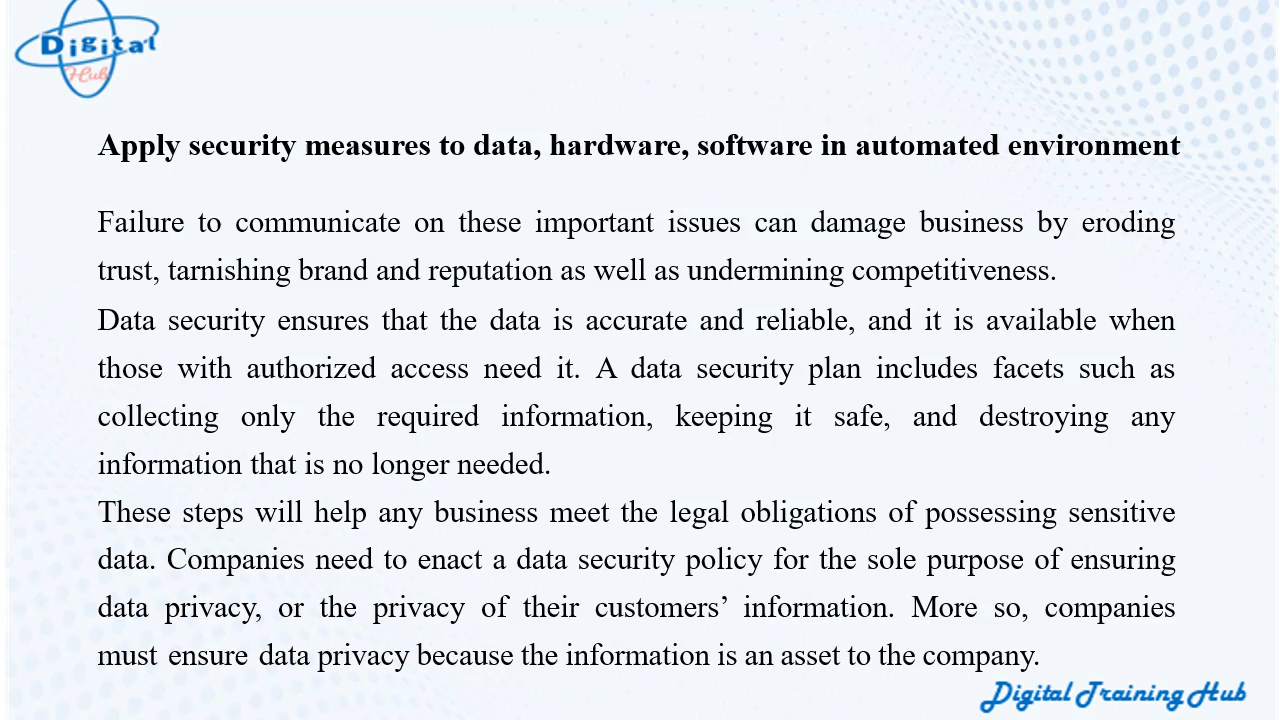 Digital
Hub
Apply security measures to data, hardware, software in automated environment
Failure to communicate on these important issues can damage business by eroding
trust, tarnishing brand and reputation as well as undermining competitiveness.
Data security ensures that the data is accurate and reliable, and it is available when
those with authorized access need it. A data security plan includes facets such as
collecting only the required information, keeping it safe, and destroying any
information that is no longer needed.
These steps will help any business meet the legal obligations of possessing sensitive
data. Companies need to enact a data security policy for the sole purpose of ensuring
data privacy, or the privacy of their customers’ information. More so, companies
must ensure data privacy because the information is an asset to the company.
Digital Training Hub